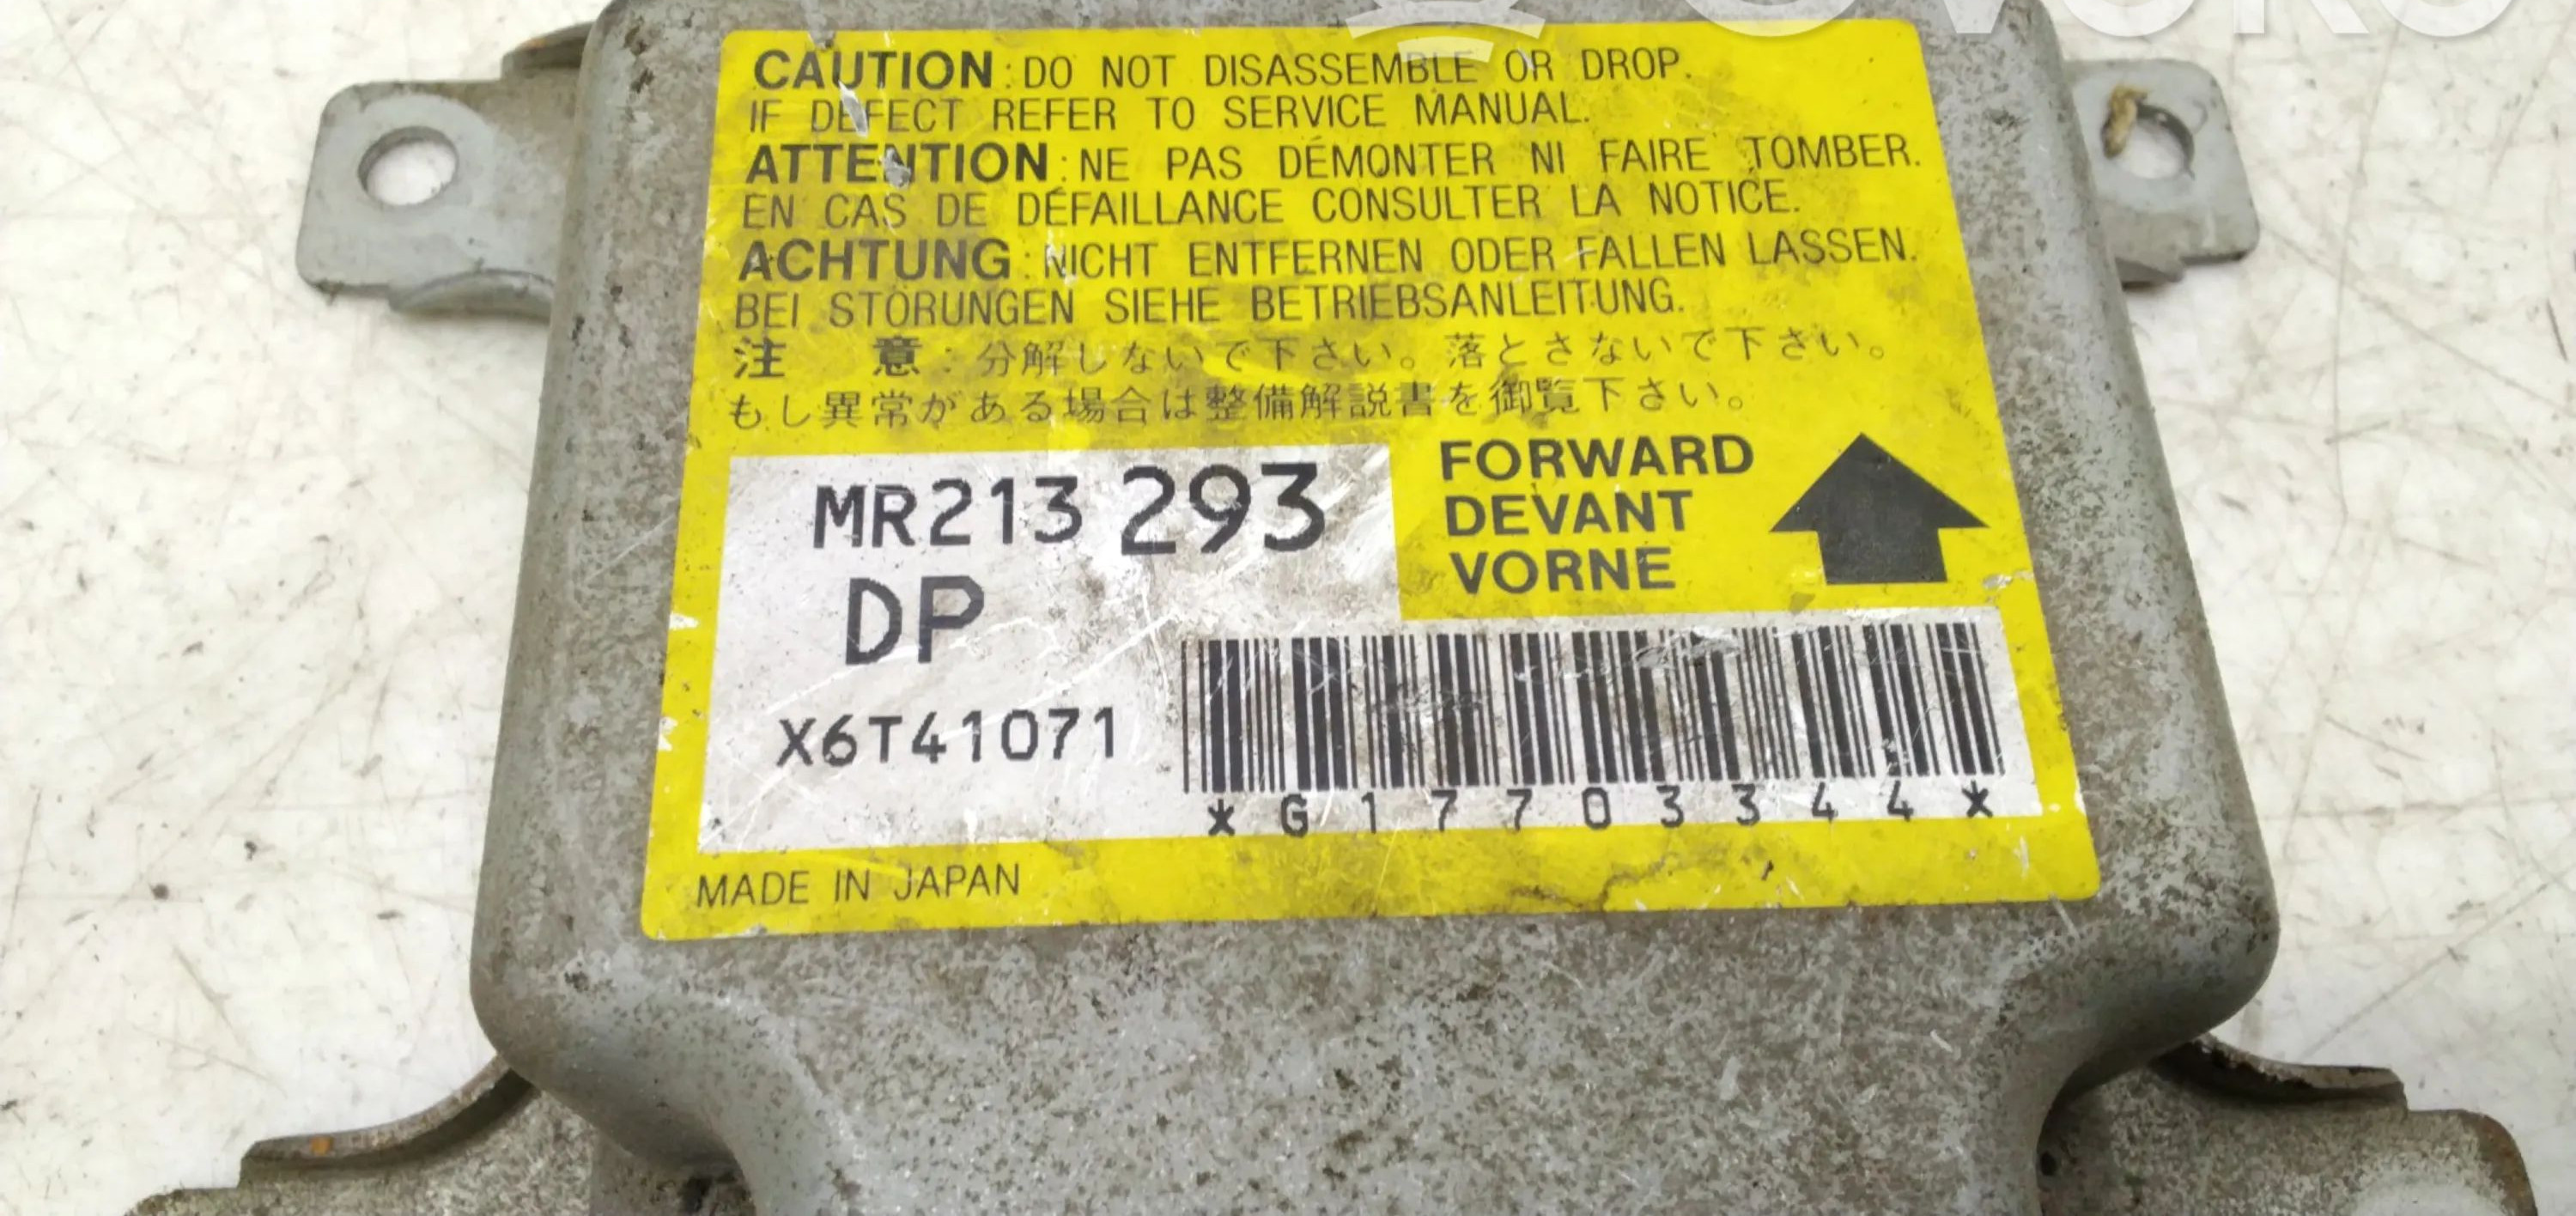 CAUTION:DO NOT DISASSEMBLE OR DROP.
IF DEFECT REFER TO SERVICE MANUAL.
ATTENTION:NE PAS DÉMONTER NI FAIRE TOMBER.
EN CAS DE DÉFAILLANCE CONSULTER LA NOTICE.
ACHTUNG:NICHT ENTFERNEN ODER FALLEN LASSEN.
BEI STÖRUNGEN SIEHE BETRIEBSANLEITUNG.
注 意:分解しないで下さい。落とさないで下さい。
もし異常がある場合は整備解説書を御覧下さい。
MR213 293
FORWARD
DEVANT
VORNE
DP
X6T41071
*G17703344*
MADE IN JAPAN